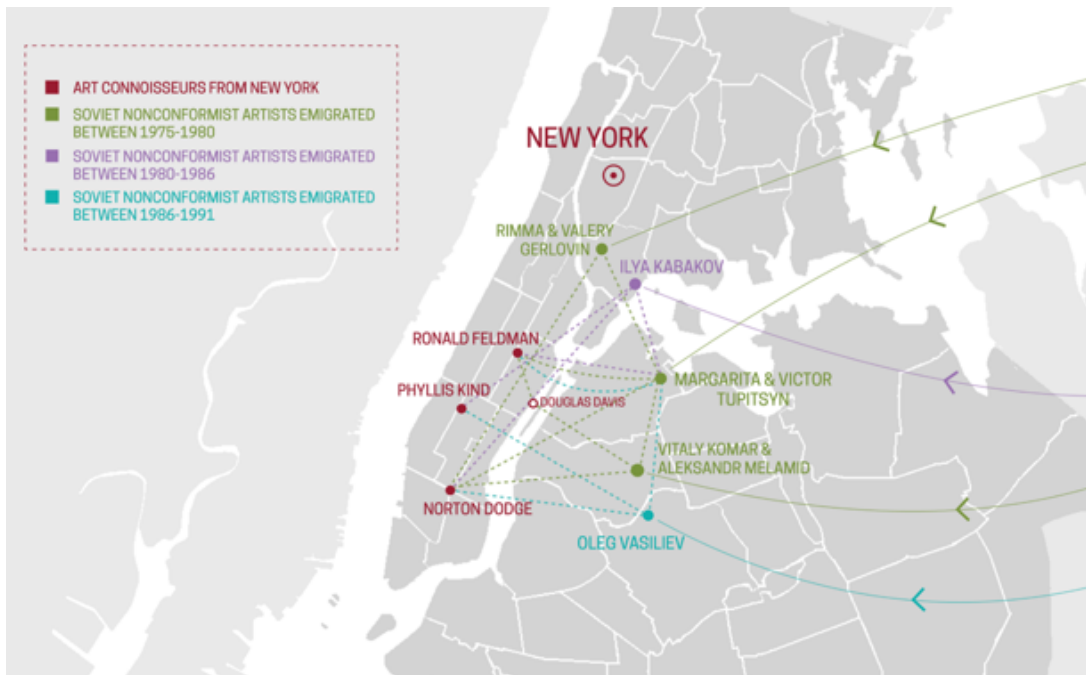 ART CONNOISSEURS FROM NEW YORK
SOVIET NONCONFORMIST ARTISTS EMIGRATED
BETWEEN 1975-1980
SOVIET NONCONFORMIST ARTISTS EMIGRATED
BETWEEN 1980-1986
SOVIET NONCONFORMIST ARTISTS EMIGRATED
BETWEEN 1986-1991
NEW YORK
RIMMA & VALERY
GERLOVIN
ILYA KABAKOV
RONALD FELDMAN
PHYLLIS KIND
DOUGLAS DAVIS
MARGARITA & VICTOR
TUPITSYN
VITALY KOMAR &
ALEKSANDR MELAMID
NORTON DODGE
OLEG VASILIEV